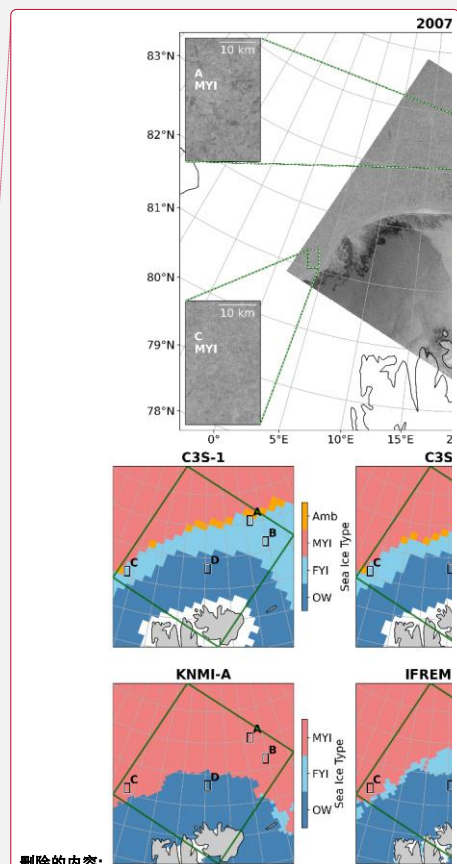 2007
83°N
10 km
A
MYI
82°N
81°N
80°N
10 km
C
MYI
79°N
78°N
0°
5°E
10°E
15°E
C3S-1
C3S
A
B
C
D
C
Amb
MYI
FYI
OW
Sea Ice Type
KNMI-A
IFREM
A
B
C
D
C
MYI
FYI
OW
Sea Ice Type
删除的内容: